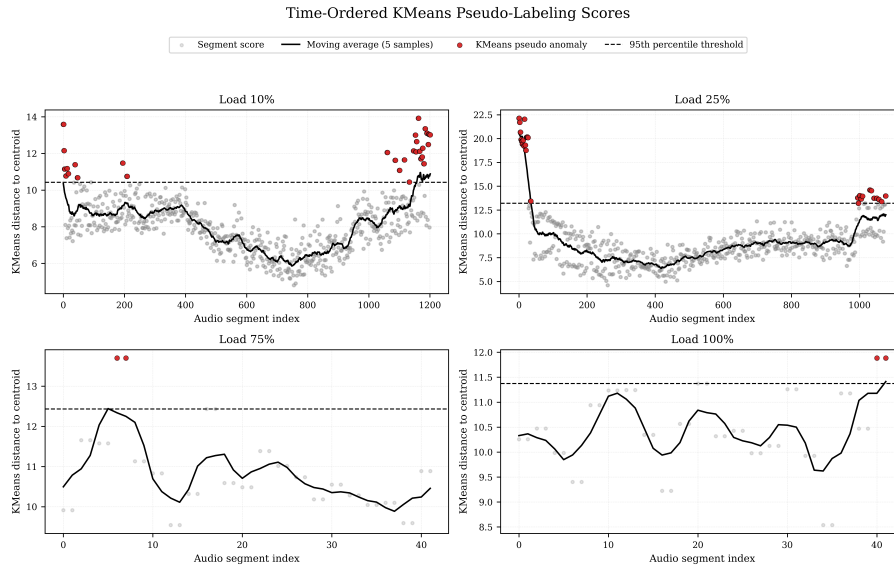 Time-Ordered KMeans Pseudo-Labeling Scores
Segment score
Moving average (5 samples)
KMeans pseudo anomaly
95th percentile threshold
Load 10%
KMeans distance to centroid
14
12
10
8
6
0
200
400
600
800
1000
1200
Audio segment index
Load 25%
KMeans distance to centroid
22.5
20.0
17.5
15.0
12.5
10.0
7.5
5.0
0
200
400
600
800
1000
Audio segment index
Load 75%
KMeans distance to centroid
13
12
11
10
0
10
20
30
40
Audio segment index
Load 100%
KMeans distance to centroid
12.0
11.5
11.0
10.5
10.0
9.5
9.0
8.5
0
10
20
30
40
Audio segment index